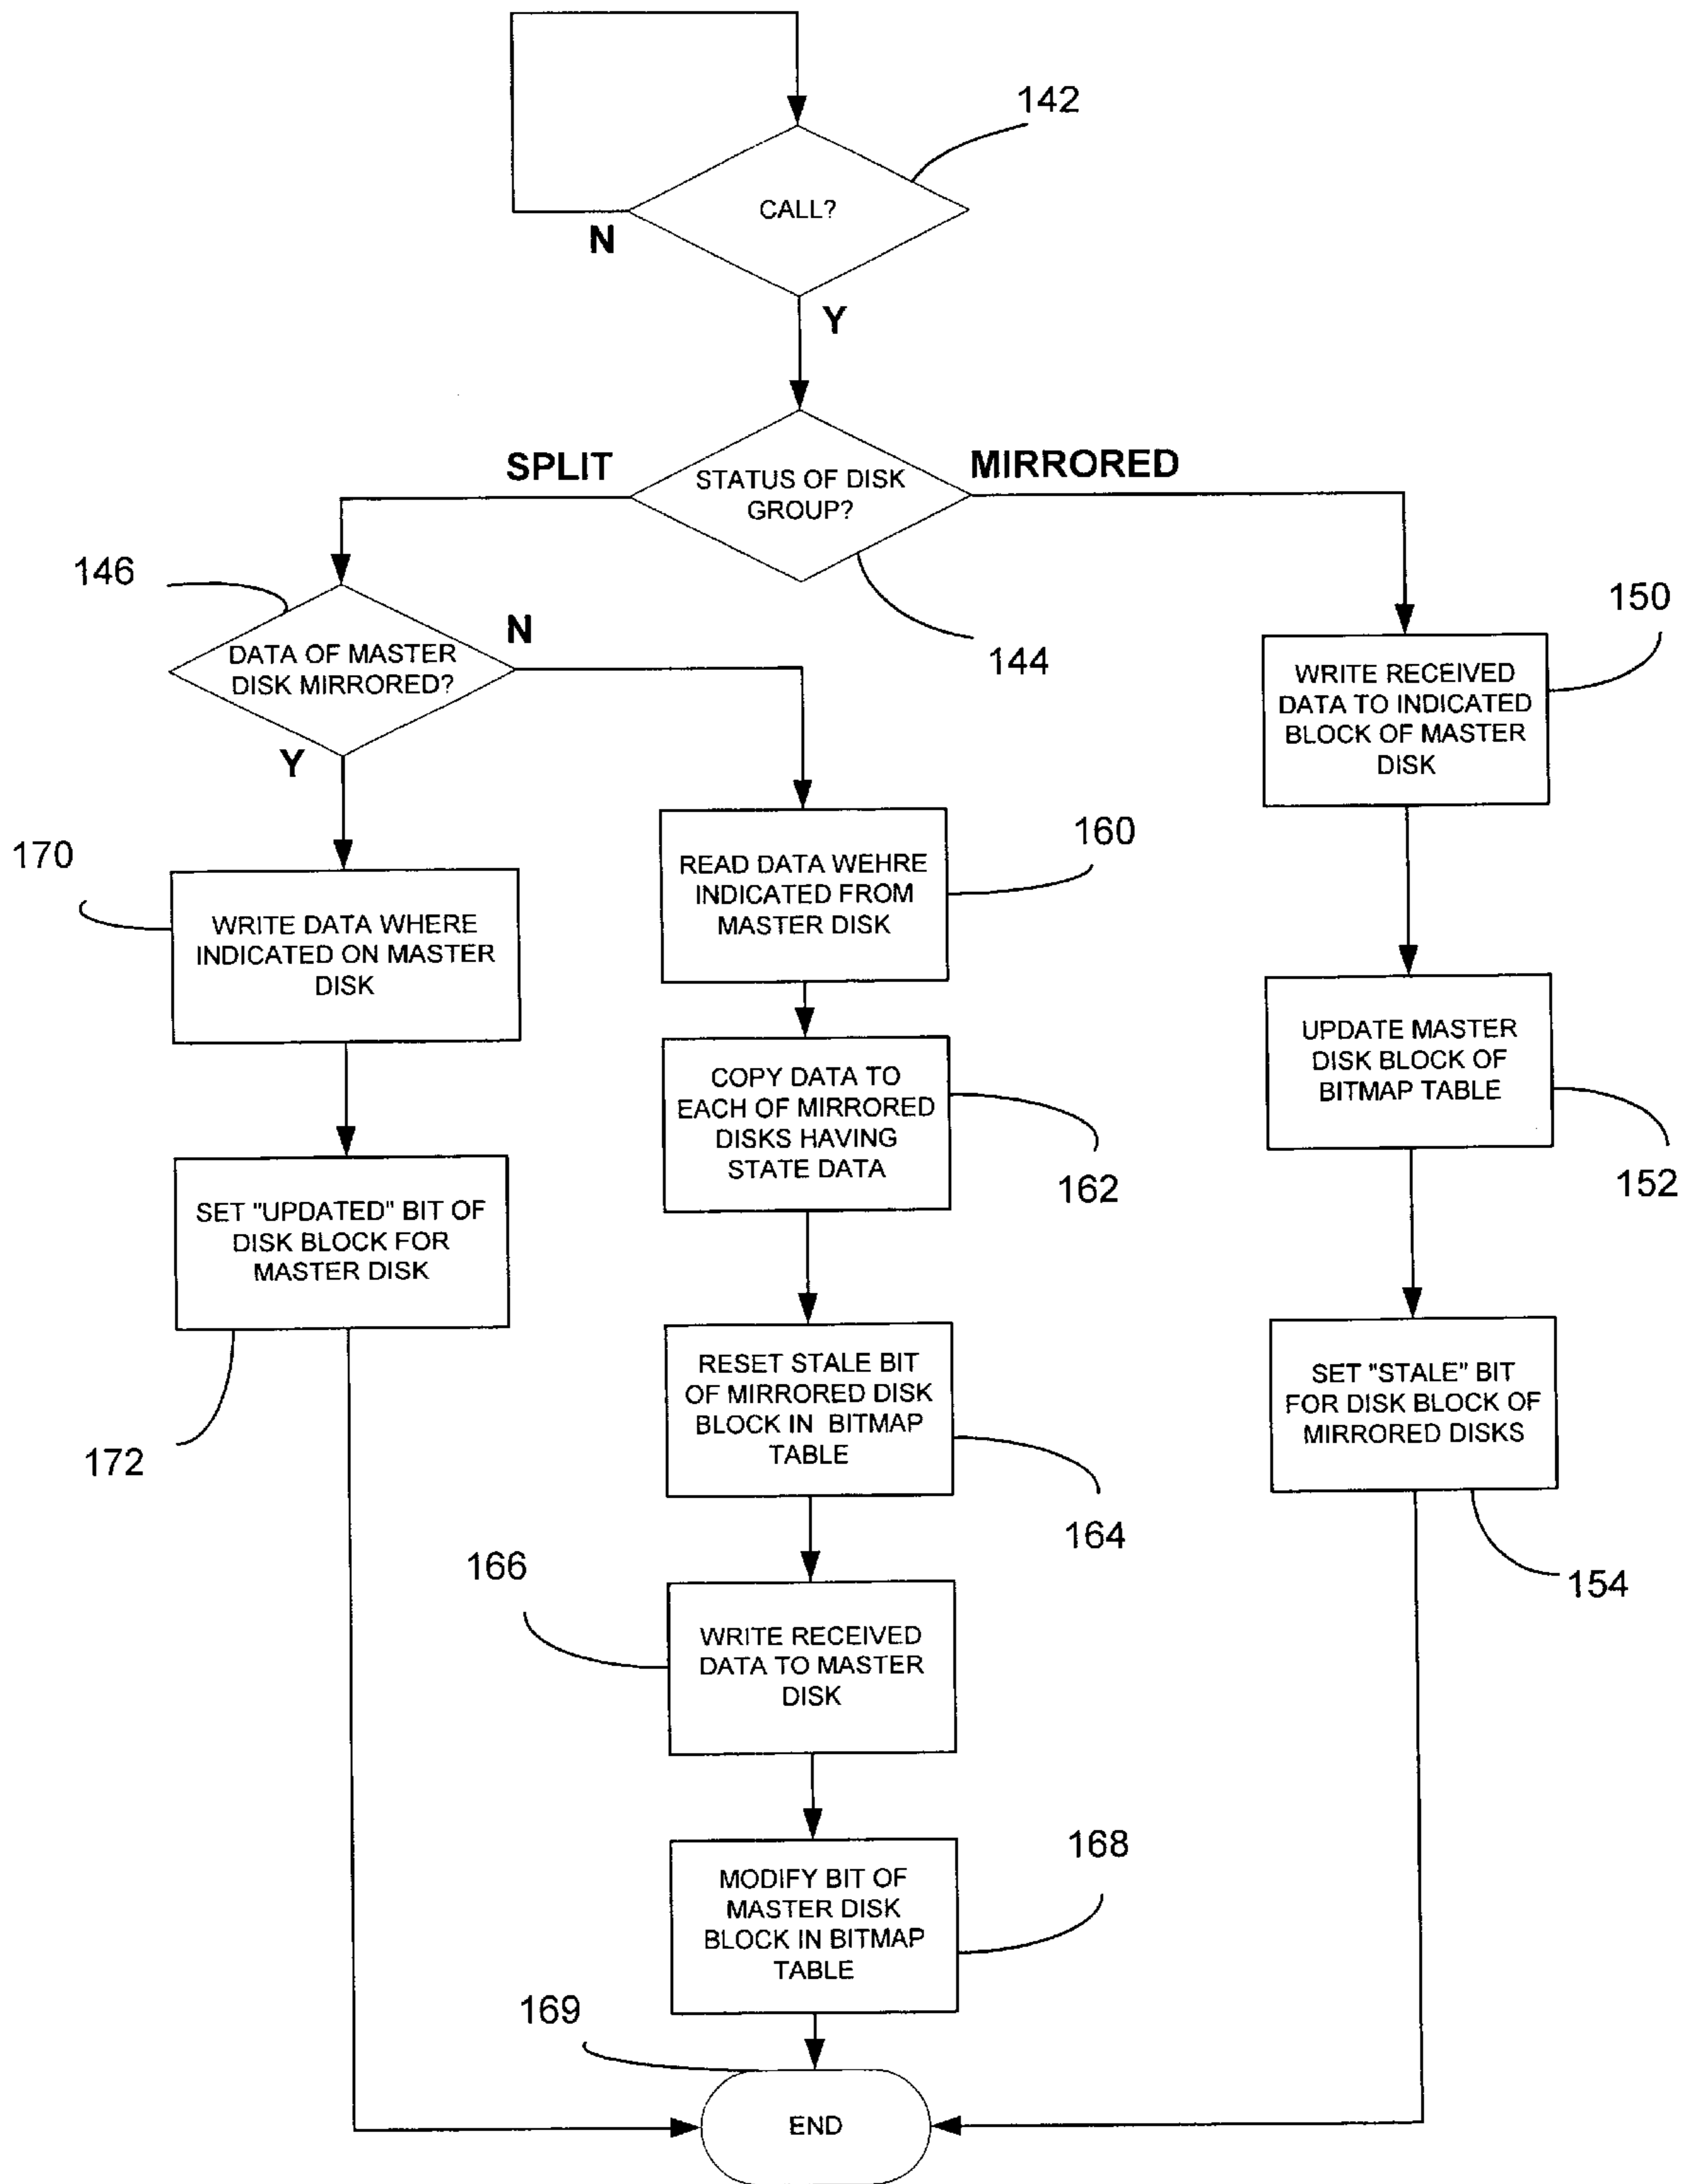 142
CALL?
N
Y
SPLIT
MIRRORED
STATUS OF DISK
GROUP?
144
146
DATA OF MASTER
DISK MIRRORED?
N
Y
150
WRITE RECEIVED
DATA TO INDICATED
BLOCK OF MASTER
DISK
170
WRITE DATA WHERE
INDICATED ON MASTER
DISK
160
READ DATA WEHRE
INDICATED FROM
MASTER DISK
UPDATE MASTER
DISK BLOCK OF
BITMAP TABLE
152
COPY DATA TO
EACH OF MIRRORED
DISKS HAVING
STATE DATA
162
SET "UPDATED" BIT OF
DISK BLOCK FOR
MASTER DISK
172
RESET STALE BIT
OF MIRRORED DISK
BLOCK IN BITMAP
TABLE
164
SET "STALE" BIT
FOR DISK BLOCK OF
MIRRORED DISKS
154
166
WRITE RECEIVED
DATA TO MASTER
DISK
168
MODIFY BIT OF
MASTER DISK
BLOCK IN BITMAP
TABLE
169
END